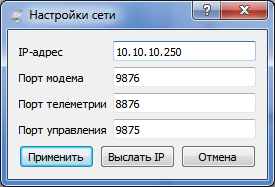 Настройки сети
IP-адрес 10.10.10.250
Порт модема 9876
Порт телеметрии 8876
Порт управления 9875
Применить Выслать IP Отмена